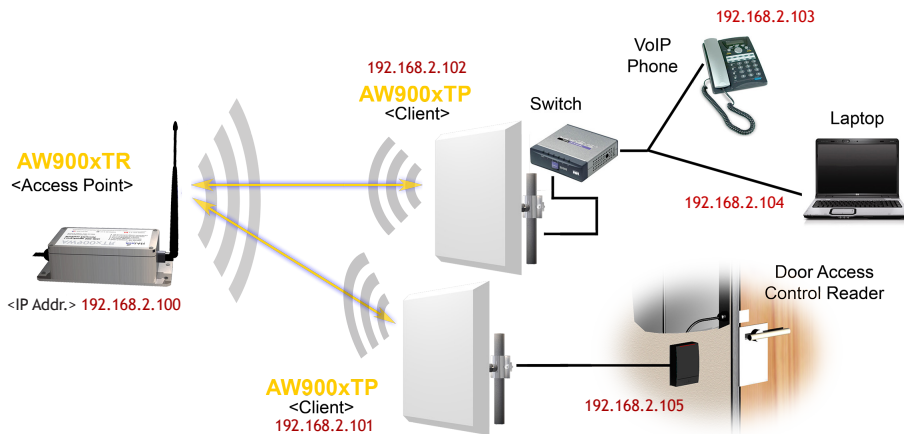 192.168.2.103
VoIP
Phone
192.168.2.102
AW900xTP
<Client>
Switch
Laptop
AW900xTR
<Access Point>
192.168.2.104
<IP Addr.> 192.168.2.100
Door Access
Control Reader
AW900xTP
<Client>
192.168.2.101
192.168.2.105